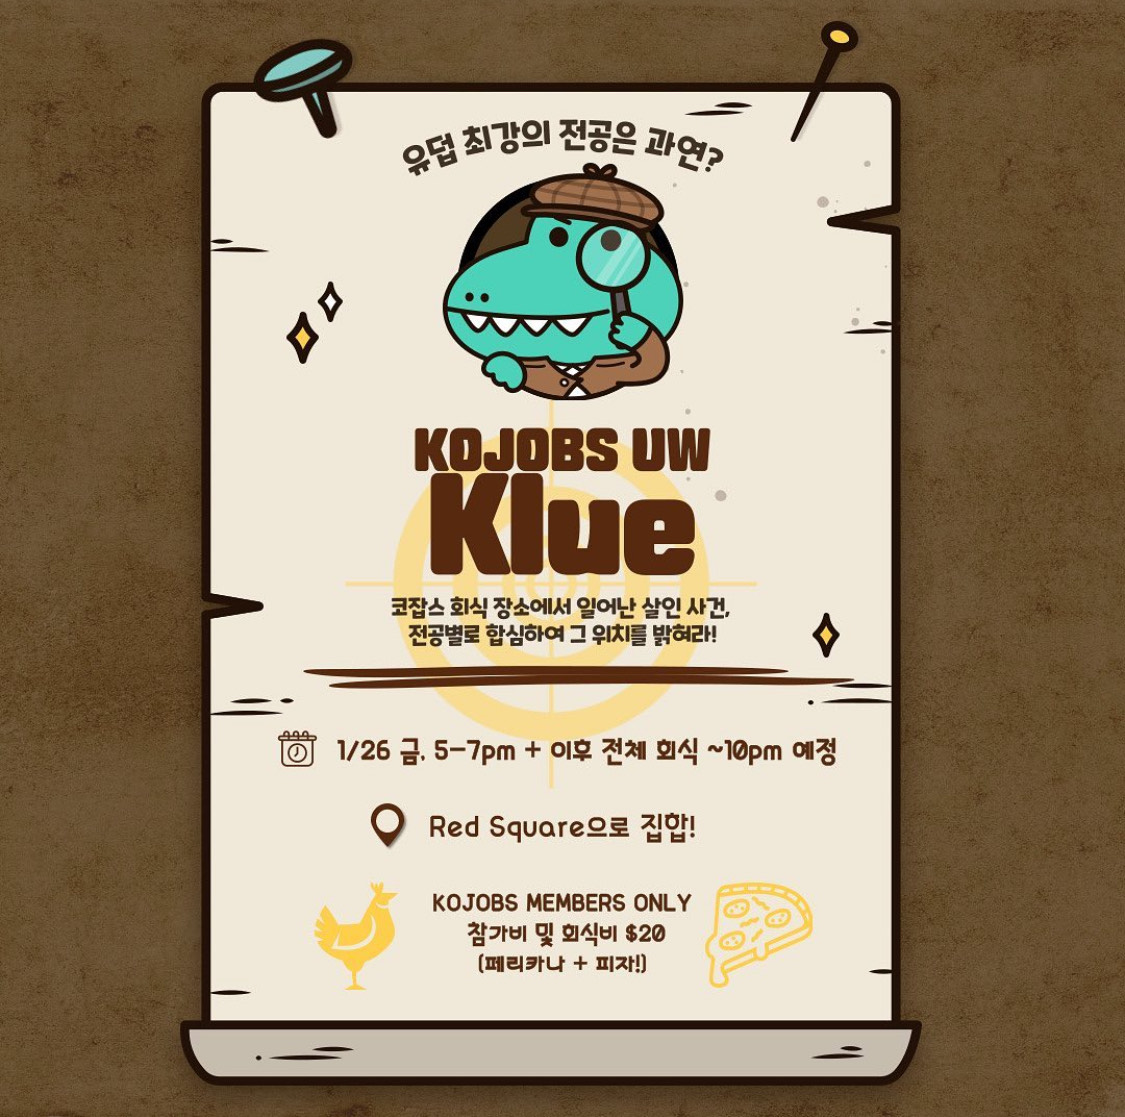 유덥 최강의 전공은 과연?
KOJOBS UW
Klue
코잡스 회식 장소에서 일어난 살인 사건,
전공별로 합심하여 그 위치를 밝혀라!
1/26 금, 5-7pm + 이후 전체 회식 ~10pm 예정
Red Square으로 집합!
KOJOBS MEMBERS ONLY
참가비 및 회식비 $20
(페리카나 + 피자!)